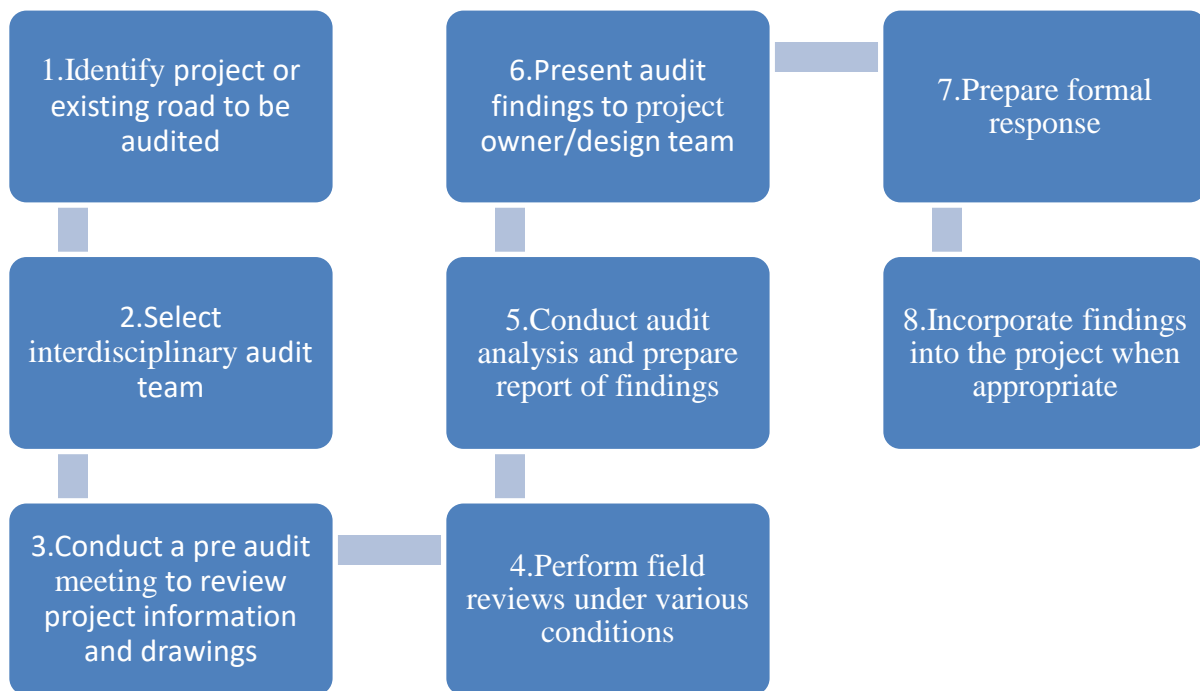 1.Identify project or
existing road to be
audited
2.Select
interdisciplinary audit
team
3.Conduct a pre audit
meeting to review
project information
and drawings
4.Perform field
reviews under various
conditions
5.Conduct audit
analysis and prepare
report of findings
6.Present audit
findings to project
owner/design team
7.Prepare formal
response
8.Incorporate findings
into the project when
appropriate